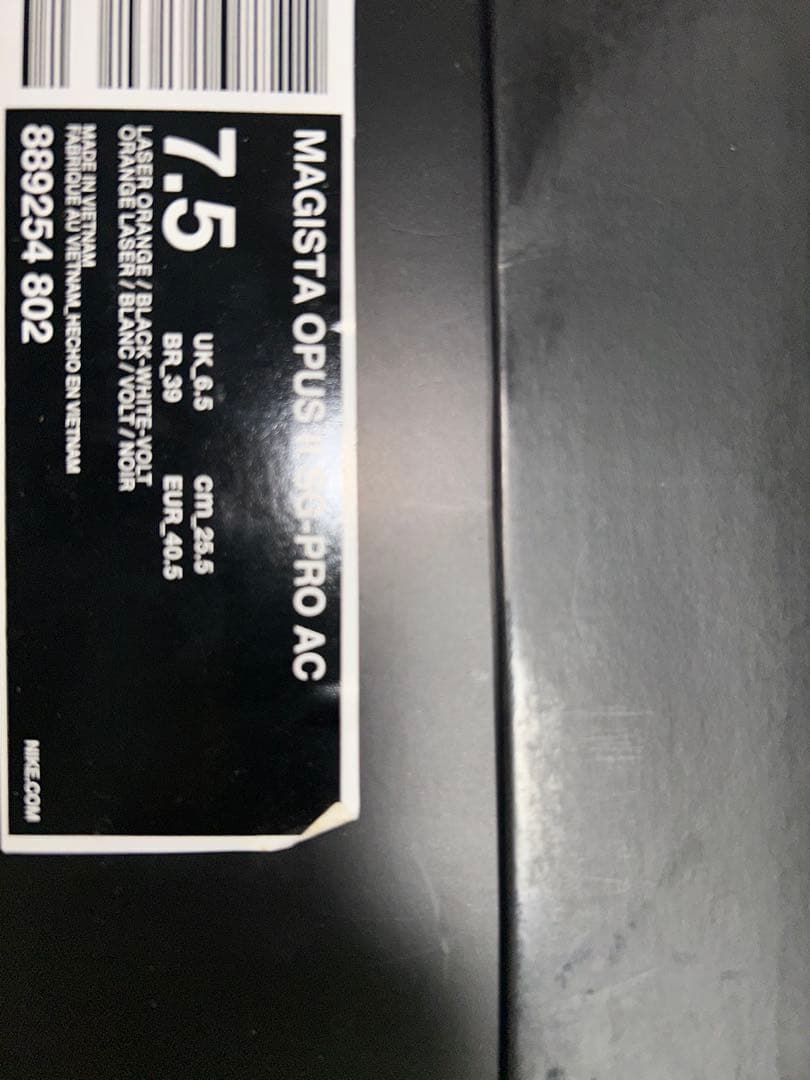 MAGISTA OPUS II SG-PRO AC
7.5
UK_6.5 cm_25.5
BR_39 EUR_40.5
LASER ORANGE / BLACK-WHITE-VOLT
ORANGE LASER / BLANC / VOLT / NOIR
MADE IN VIETNAM
FABRIQUE AU VIETNAM_HECHO EN VIETNAM
889254 802
NIKE.COM